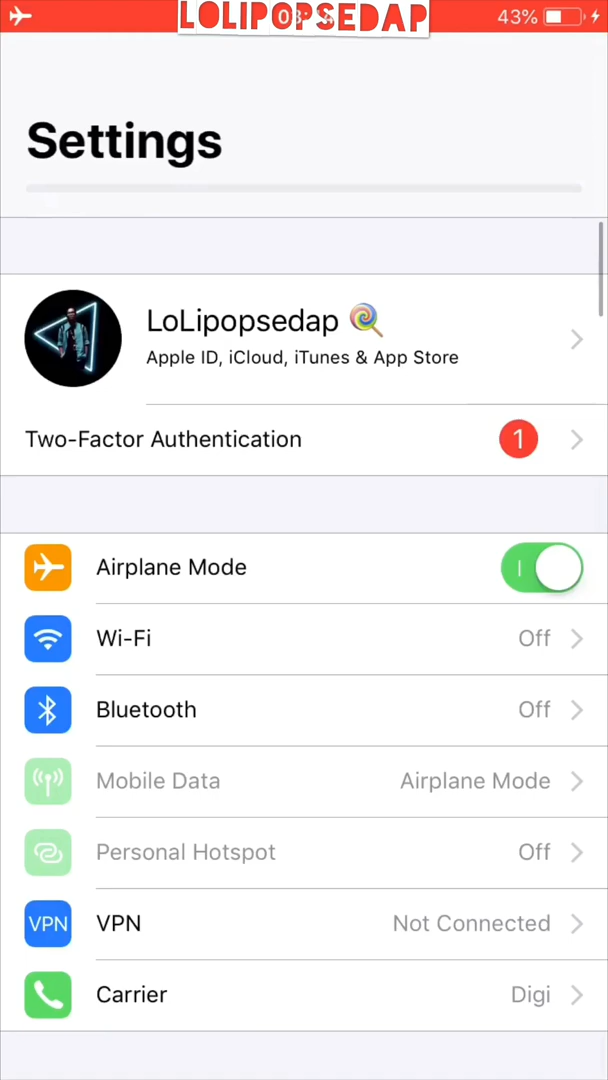 LOLIPOPSEDAP
43%
Settings
LoLipopsedap 🍭
Apple ID, iCloud, iTunes & App Store
Two-Factor Authentication 1
Airplane Mode
Wi-Fi Off
Bluetooth Off
Mobile Data Airplane Mode
Personal Hotspot Off
VPN VPN Not Connected
Carrier Digi